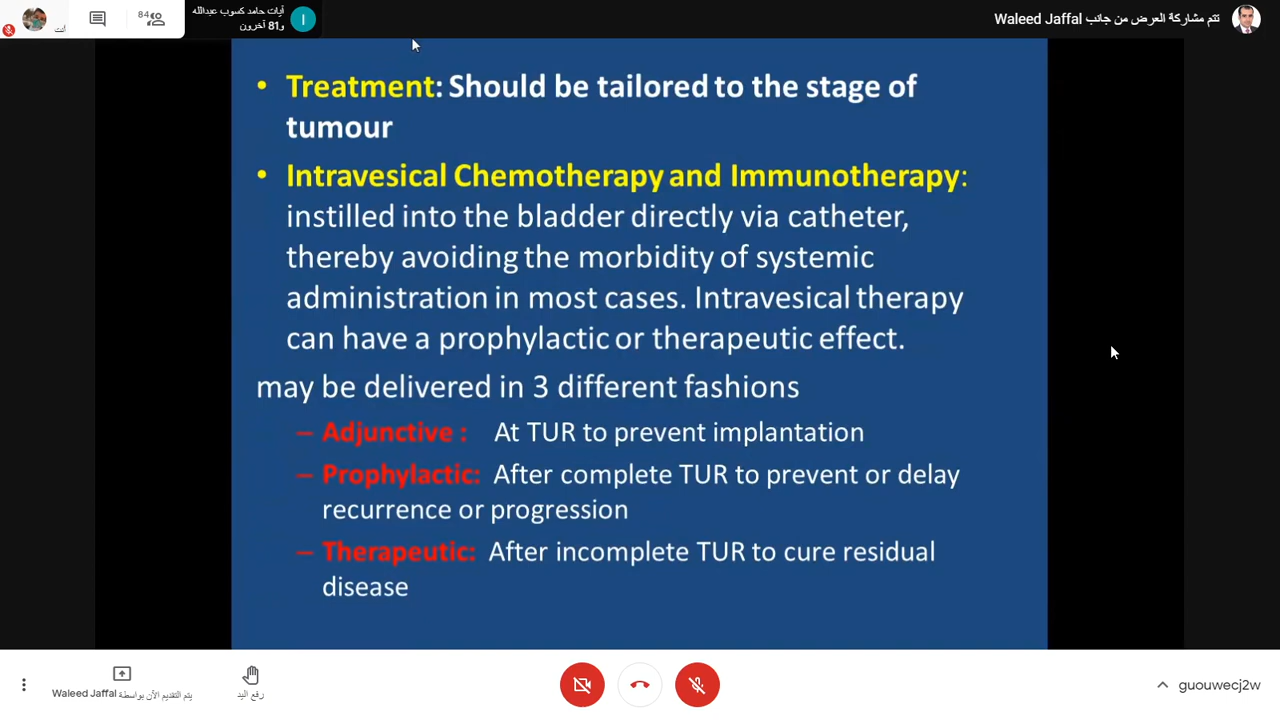 أنت
84
آيات حامد كسوب عبدالله
و81 آخرون
ا
تتم مشاركة العرض من جانب Waleed Jaffal
• Treatment: Should be tailored to the stage of
tumour
• Intravesical Chemotherapy and Immunotherapy:
instilled into the bladder directly via catheter,
thereby avoiding the morbidity of systemic
administration in most cases. Intravesical therapy
can have a prophylactic or therapeutic effect.
may be delivered in 3 different fashions
– Adjunctive : At TUR to prevent implantation
– Prophylactic: After complete TUR to prevent or delay
recurrence or progression
– Therapeutic: After incomplete TUR to cure residual
disease
يتم التقديم الآن بواسطة Waleed Jaffal
رفع اليد
guouwecj2w